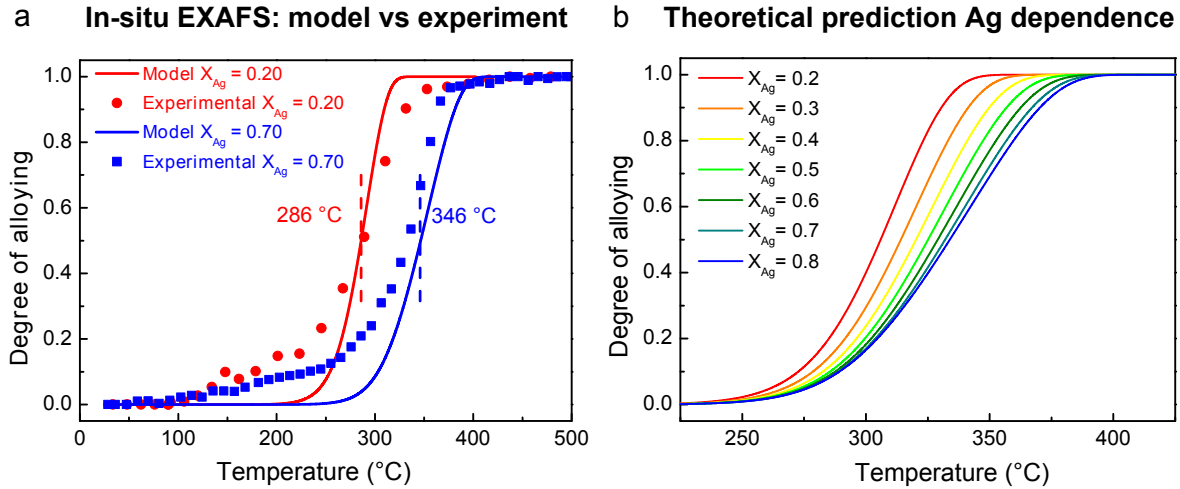 a In-situ EXAFS: model vs experiment
Degree of alloying
1.0
0.8
0.6
0.4
0.2
0.0
Model X_Ag = 0.20
Experimental X_Ag = 0.20
Model X_Ag = 0.70
Experimental X_Ag = 0.70
286 °C
346 °C
0 100 200 300 400 500
Temperature (°C)
b Theoretical prediction Ag dependence
Degree of alloying
1.0
0.8
0.6
0.4
0.2
0.0
X_Ag = 0.2
X_Ag = 0.3
X_Ag = 0.4
X_Ag = 0.5
X_Ag = 0.6
X_Ag = 0.7
X_Ag = 0.8
250 300 350 400
Temperature (°C)